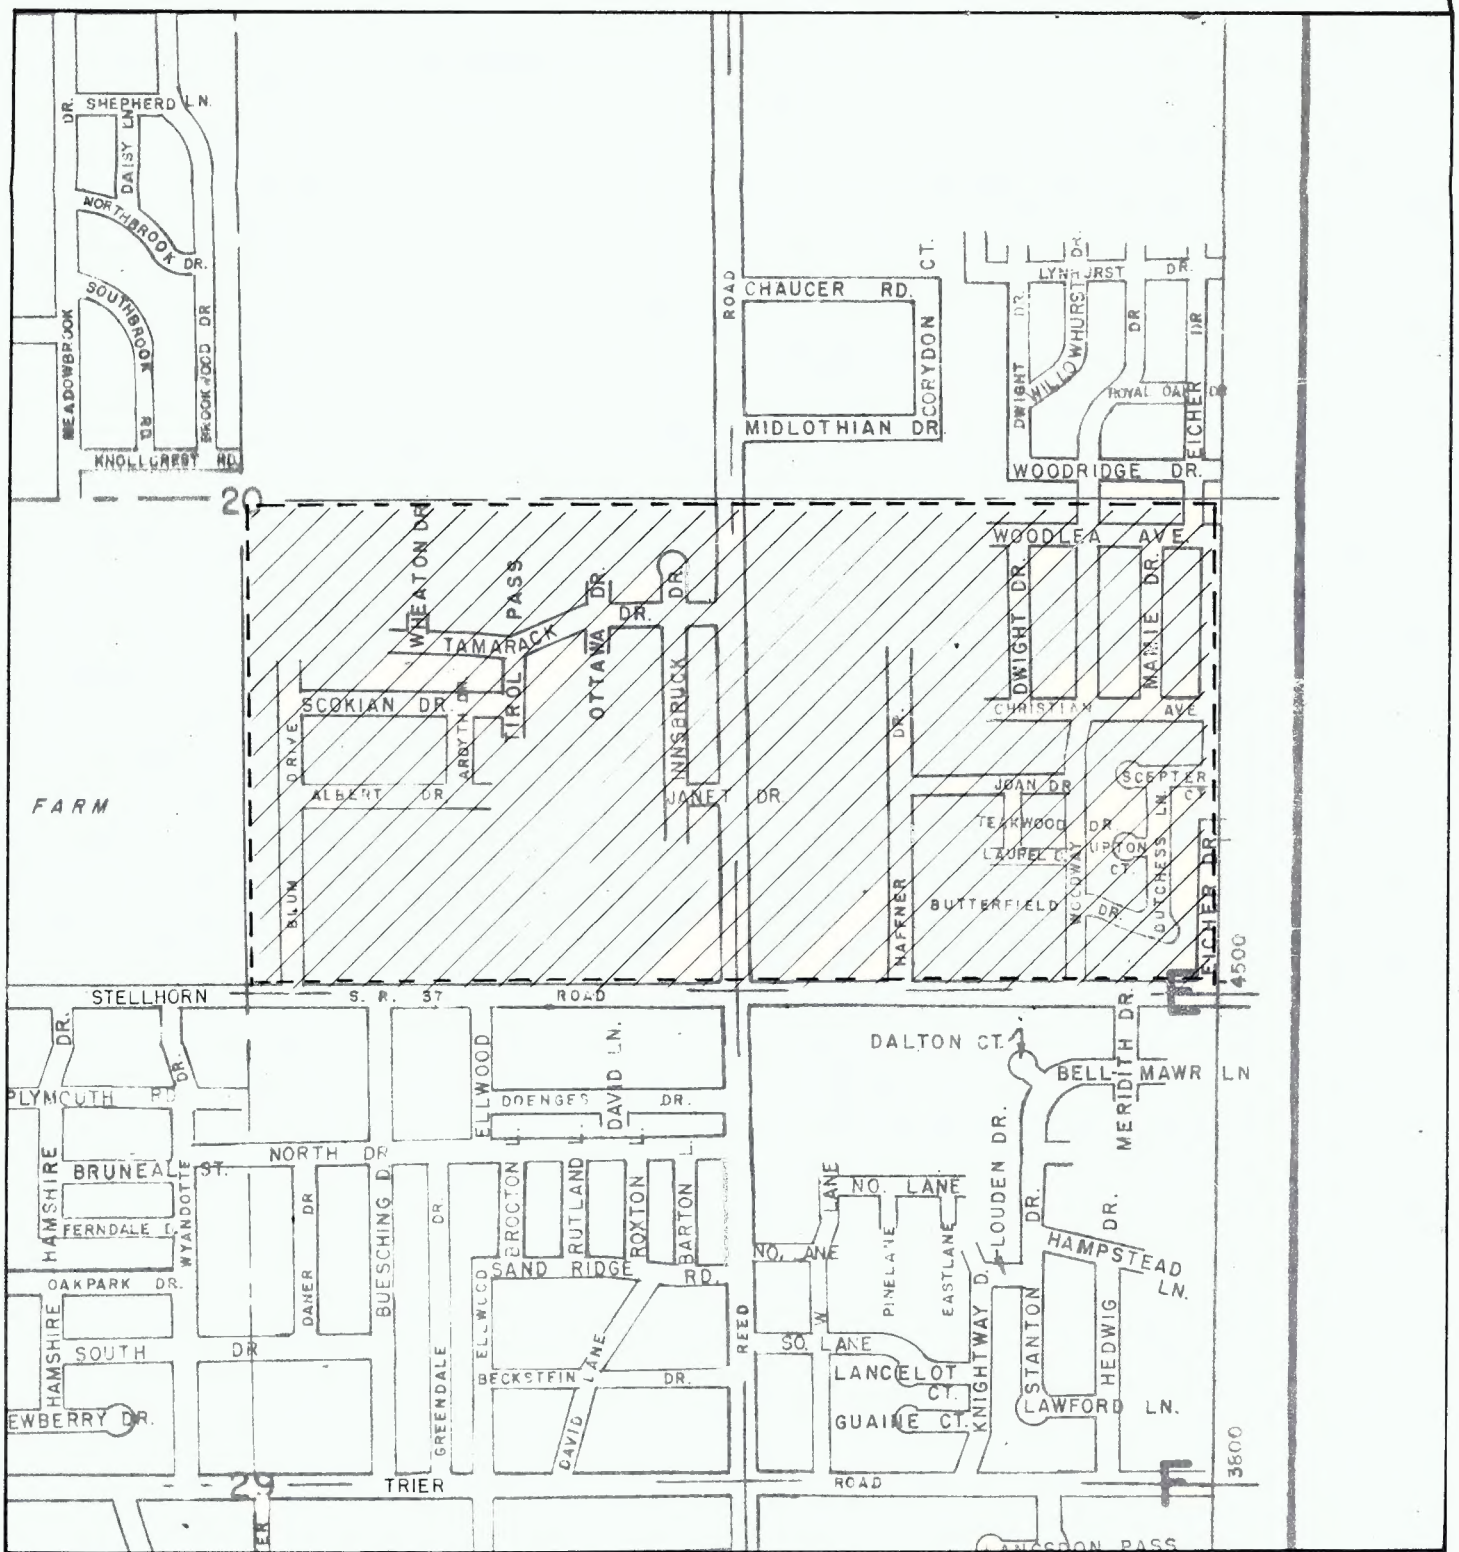 SHEPHERD LN.
DR.
DAISY LN
NORTHBROOK DR.
SOUTHBROOK RD.
MEADOWBROOK
BROOKWOOD DR
KNOLLCREST RD.
20
ROAD
CHAUCER RD.
CORYDON CT.
MIDLOTHIAN DR.
LYNHURST DR.
DWIGHT DR.
WILLOWHURST DR.
DR
EICHER DR
ROYAL OAK DR
WOODRIDGE DR.
WOODLEA AVE.
WHEATON DR.
TIROL PASS
TAMARACK DR.
OTTAWA DR.
INNSBRUCK DR.
DWIGHT DR.
MAMIE DR.
SCOKIAN DR.
ARDYTH DR.
CHRISTIAN AVE
BLUM DRIVE
ALBERT DR
JANET DR.
HAFFNER DR.
JOAN DR
SCEPTER CT
TEAKWOOD DR.
LAUREL D.
UPTON CT.
DUTCHESS LN.
WOODWAY
BUTTERFIELD DR.
EICHER DR.
FARM
STELLHORN S. R. 37 ROAD
4500
F
DR.
DR.
PLYMOUTH RD
ELLWOOD
DAVID LN.
DOENGES DR.
DALTON CT.
BELL-MAWR LN
MERIDITH DR.
NORTH DR
BRUNEAL ST.
HAMSHIRE
WYANDOTTE
FERNDALE D.
OAKPARK DR.
DANER DR
BUESCHING D.
GREENDALE DR.
BROCTON L.
RUTLAND L.
ROXTON L.
BARTON L.
SAND RIDGE RD.
ELLWOOD
LANE
NO. LANE
NO. LANE
PINELANE
EASTLANE
LOUDEN DR.
STANTON DR.
HAMPSTEAD LN.
HEDWIG DR.
KNIGHTWAY D.
HAMSHIRE
SOUTH DR
REED
W
SO. LANE
LANCELOT CT.
GUAINE CT.
LAWFORD LN.
BECKSTEIN DR.
DAVID LANE
EWBERRY DR.
29
TRIER ROAD
F
3800
ER
LANGSDON PASS